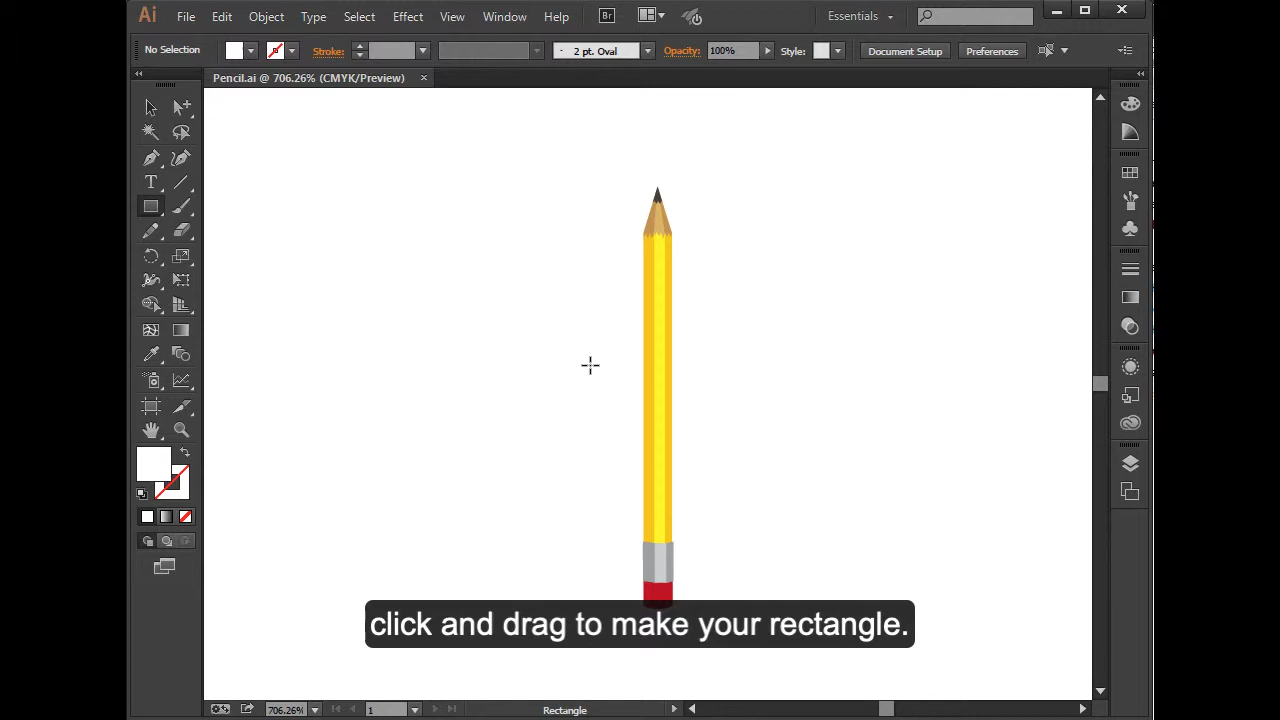 Ai File Edit Object Type Select Effect View Window Help Br Essentials
No Selection Stroke: 2 pt. Oval Opacity: 100% Style: Document Setup Preferences
Pencil.ai @ 706.26% (CMYK/Preview)
T
click and drag to make your rectangle.
706.26% 1 Rectangle